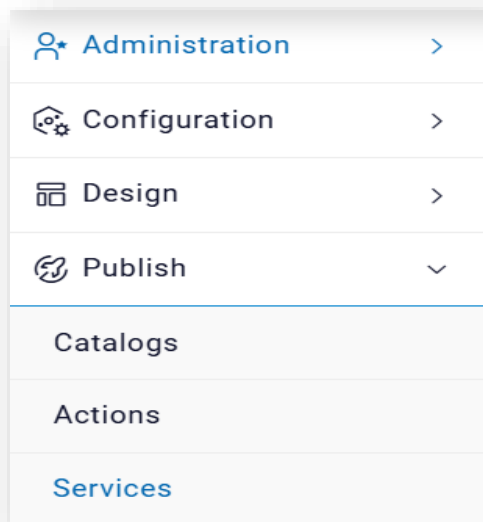 Administration
Configuration
Design
Publish
Catalogs
Actions
Services